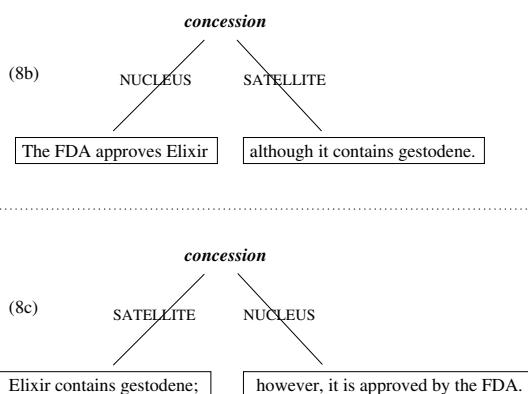 concession
(8b)
NUCLEUS SATELLITE
The FDA approves Elixir although it contains gestodene.
concession
(8c)
SATELLITE NUCLEUS
Elixir contains gestodene; however, it is approved by the FDA.